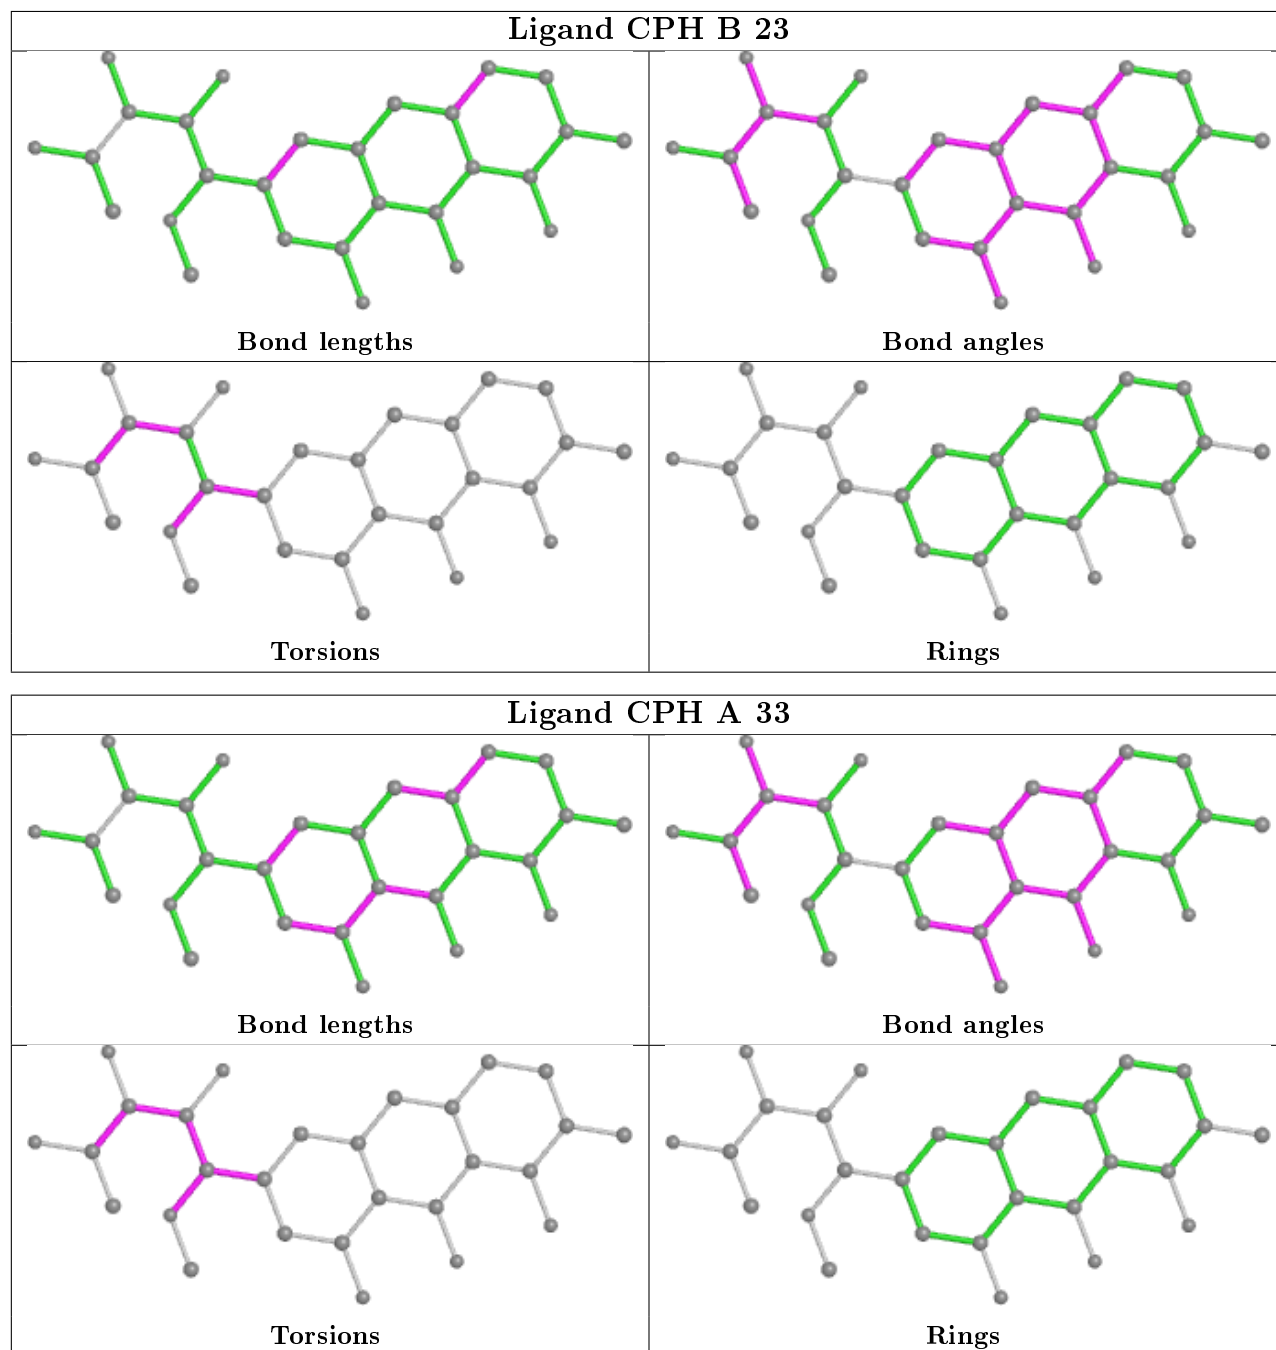 Ligand CPH B 23
Bond lengths
Bond angles
Torsions
Rings
Ligand CPH A 33
Bond lengths
Bond angles
Torsions
Rings